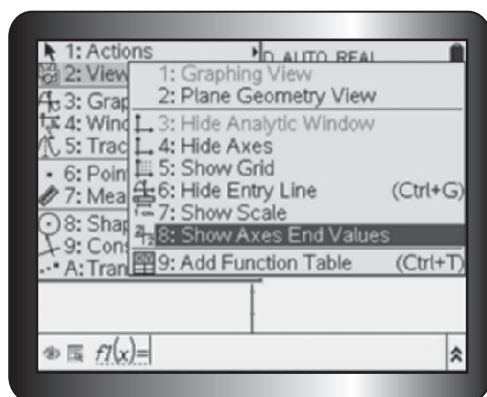 1: Actions
D AUTO REAL
2: View
1: Graphing View
2: Plane Geometry View
3: Grap
3: Hide Analytic Window
4: Wind
4: Hide Axes
5: Trac
5: Show Grid
6: Poin
6: Hide Entry Line (Ctrl+G)
7: Mea
7: Show Scale
8: Shap
8: Show Axes End Values
9: Cons
9: Add Function Table (Ctrl+T)
A: Tran
f1(x)=